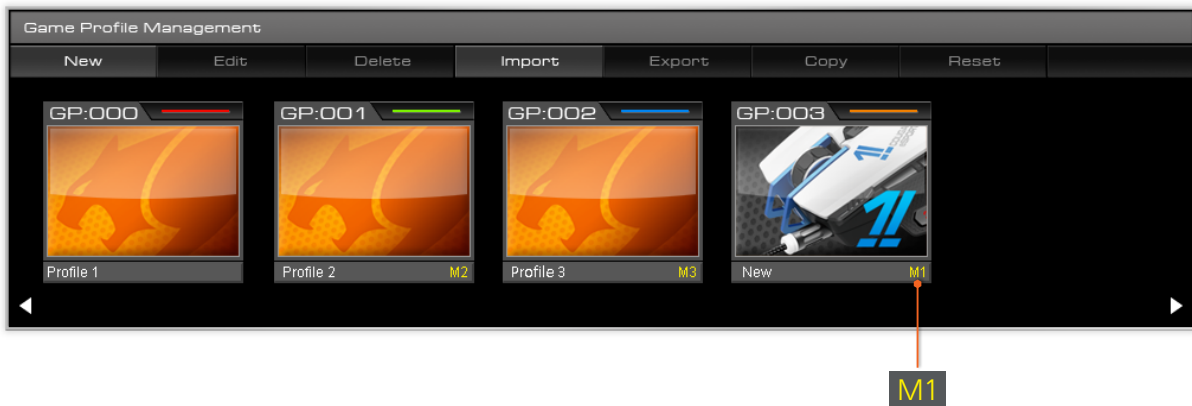 Game Profile Management
New Edit Delete Import Export Copy Reset
GP:000 GP:001 GP:002 GP:003
Profile 1 Profile 2 M2 Profile 3 M3 New M1
M1